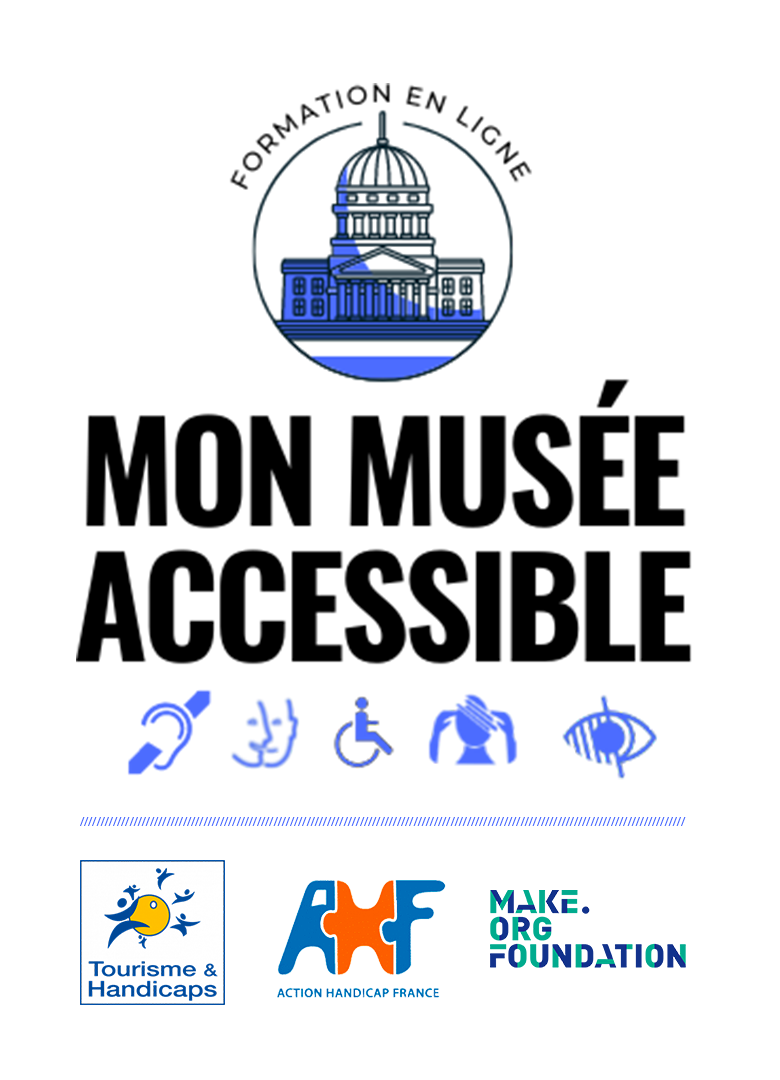 FORMATION EN LIGNE
MON MUSÉE
ACCESSIBLE
Tourisme &
Handicaps
AHF
ACTION HANDICAP FRANCE
MAKE.
ORG
FOUNDATION